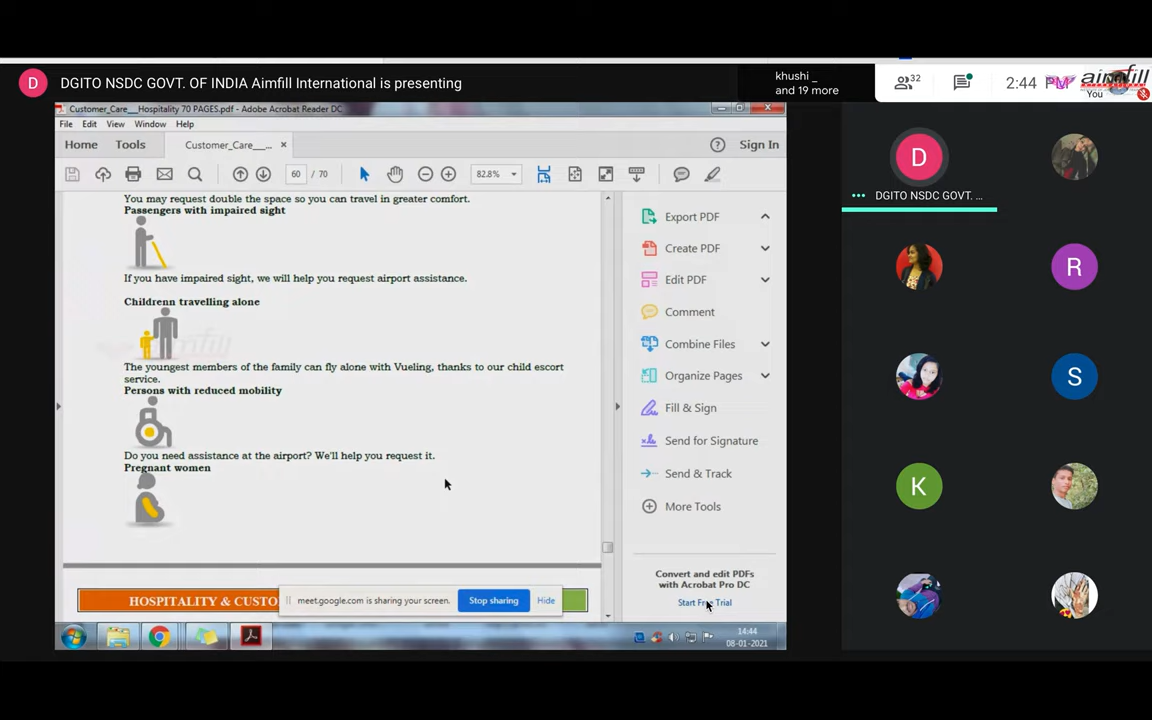 D DGITO NSDC GOVT. OF INDIA Aimfill International is presenting
khushi _
and 19 more
32
2:44 PM
aimfill
You
Customer_Care__Hospitality 70 PAGES.pdf - Adobe Acrobat Reader DC
File Edit View Window Help
Home Tools Customer_Care__... × Sign In
60 / 70 82.8%
You may request double the space so you can travel in greater comfort.
Passengers with impaired sight
If you have impaired sight, we will help you request airport assistance.
Childrenn travelling alone
The youngest members of the family can fly alone with Vueling, thanks to our child escort
service.
Persons with reduced mobility
Do you need assistance at the airport? We'll help you request it.
Pregnant women
HOSPITALITY & CUSTO
meet.google.com is sharing your screen. Stop sharing Hide
Export PDF
Create PDF
Edit PDF
Comment
Combine Files
Organize Pages
Fill & Sign
Send for Signature
Send & Track
More Tools
Convert and edit PDFs
with Acrobat Pro DC
Start Free Trial
14:44
08-01-2021
D
DGITO NSDC GOVT. ...
R
S
K